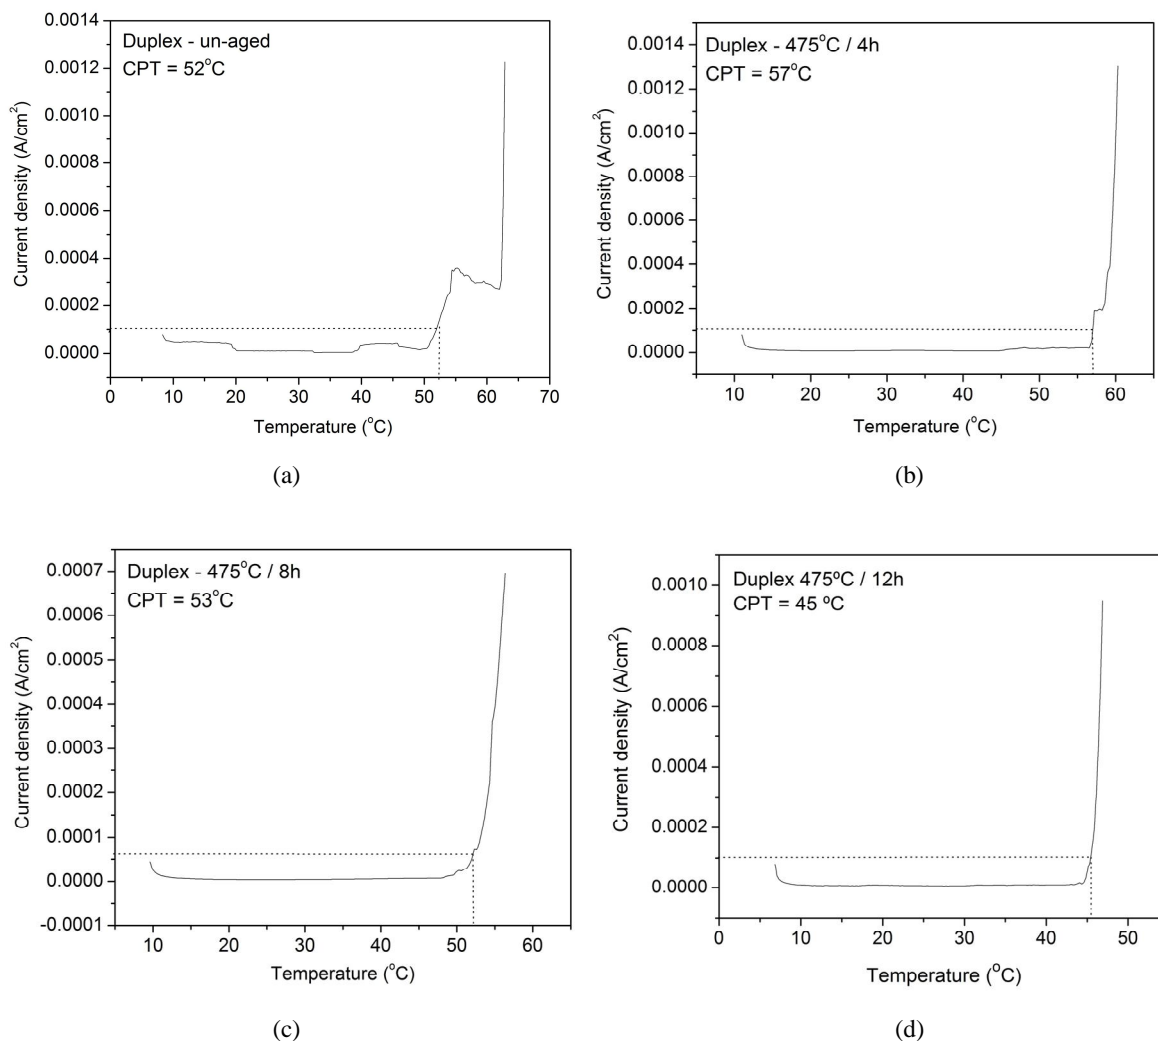 Duplex - un-aged
CPT = 52°C
0.0014
0.0012
0.0010
0.0008
0.0006
0.0004
0.0002
0.0000
Current density (A/cm²)
0 10 20 30 40 50 60 70
Temperature (°C)
(a)
Duplex - 475°C / 4h
CPT = 57°C
0.0014
0.0012
0.0010
0.0008
0.0006
0.0004
0.0002
0.0000
Current density (A/cm²)
10 20 30 40 50 60
Temperature (°C)
(b)
Duplex - 475°C / 8h
CPT = 53°C
0.0007
0.0006
0.0005
0.0004
0.0003
0.0002
0.0001
0.0000
-0.0001
Current density (A/cm²)
10 20 30 40 50 60
Temperature (°C)
(c)
Duplex 475ºC / 12h
CPT = 45 ºC
0.0010
0.0008
0.0006
0.0004
0.0002
0.0000
Current density (A/cm²)
0 10 20 30 40 50
Temperature (°C)
(d)